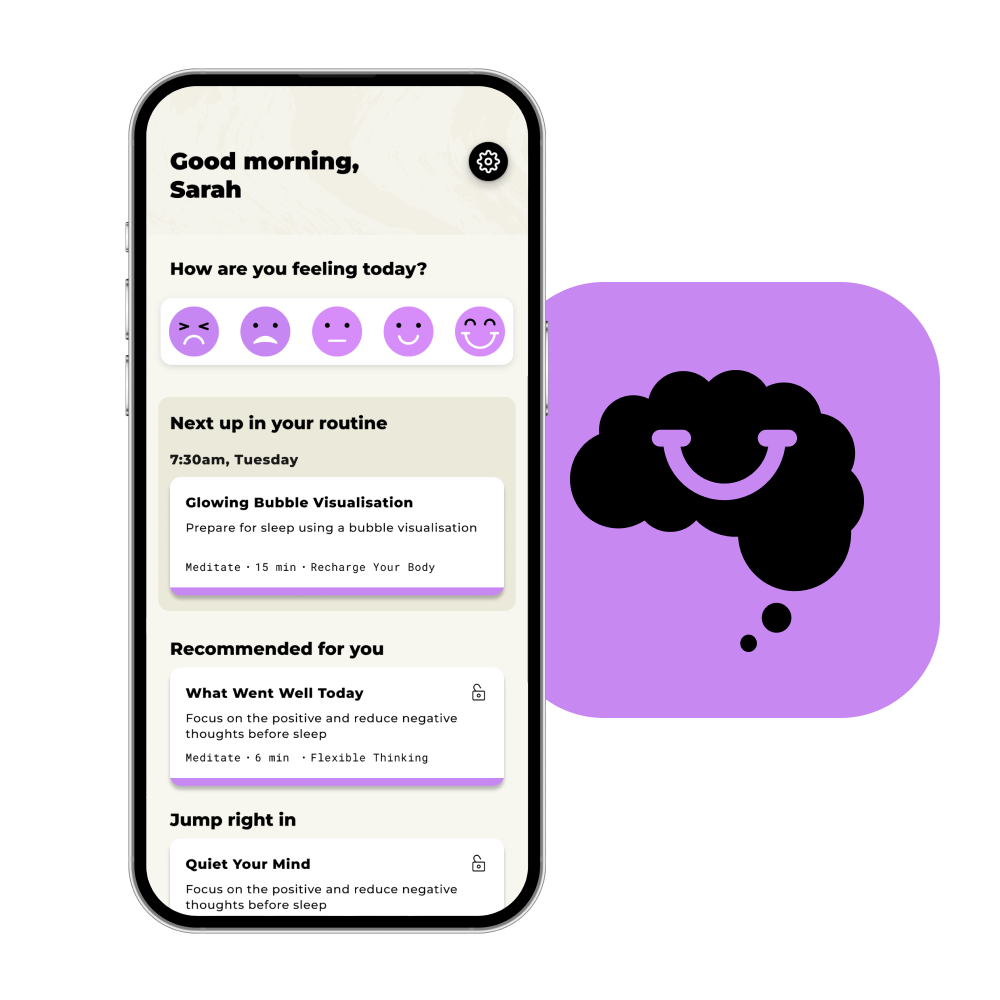 Good morning,
Sarah
How are you feeling today?
Next up in your routine
7:30am, Tuesday
Glowing Bubble Visualisation
Prepare for sleep using a bubble visualisation
Meditate · 15 min · Recharge Your Body
Recommended for you
What Went Well Today
Focus on the positive and reduce negative
thoughts before sleep
Meditate · 6 min · Flexible Thinking
Jump right in
Quiet Your Mind
Focus on the positive and reduce negative
thoughts before sleep